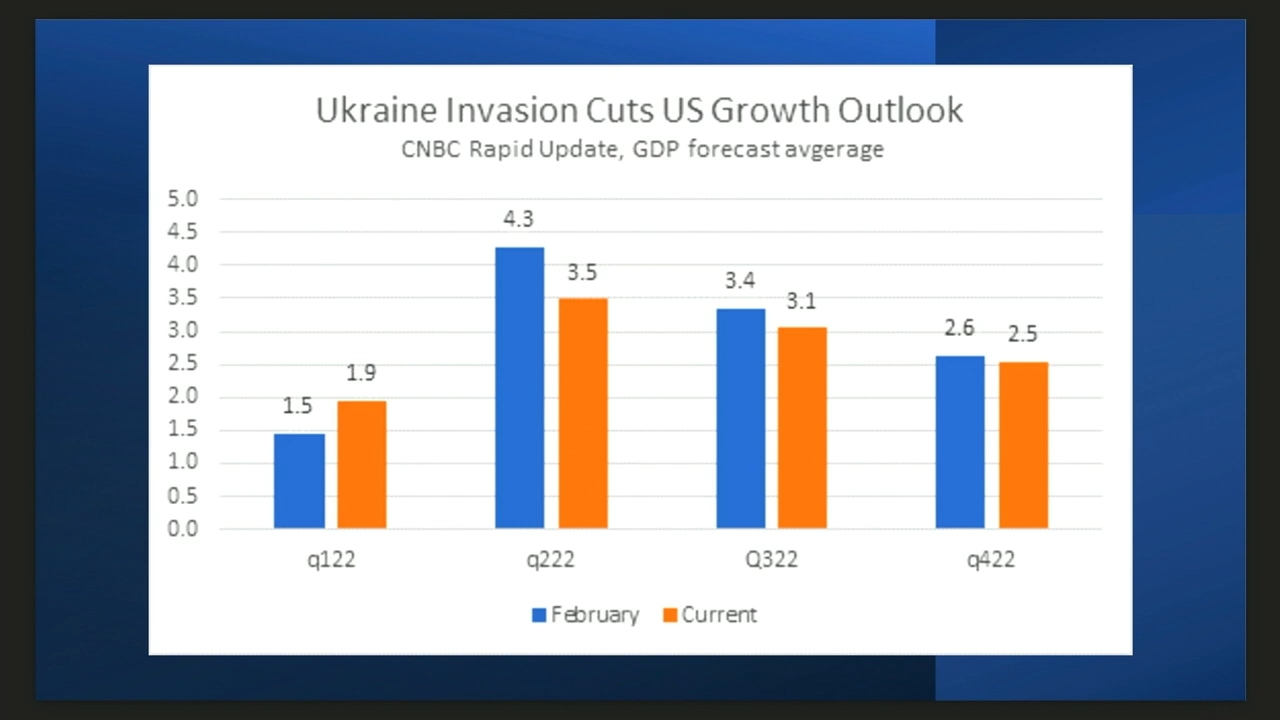 Ukraine Invasion Cuts US Growth Outlook
CNBC Rapid Update, GDP forecast avgerage
5.0
4.5
4.0
3.5
3.0
2.5
2.0
1.5
1.0
0.5
0.0
1.5
1.9
4.3
3.5
3.4
3.1
2.6
2.5
q122
q222
Q322
q422
February
Current